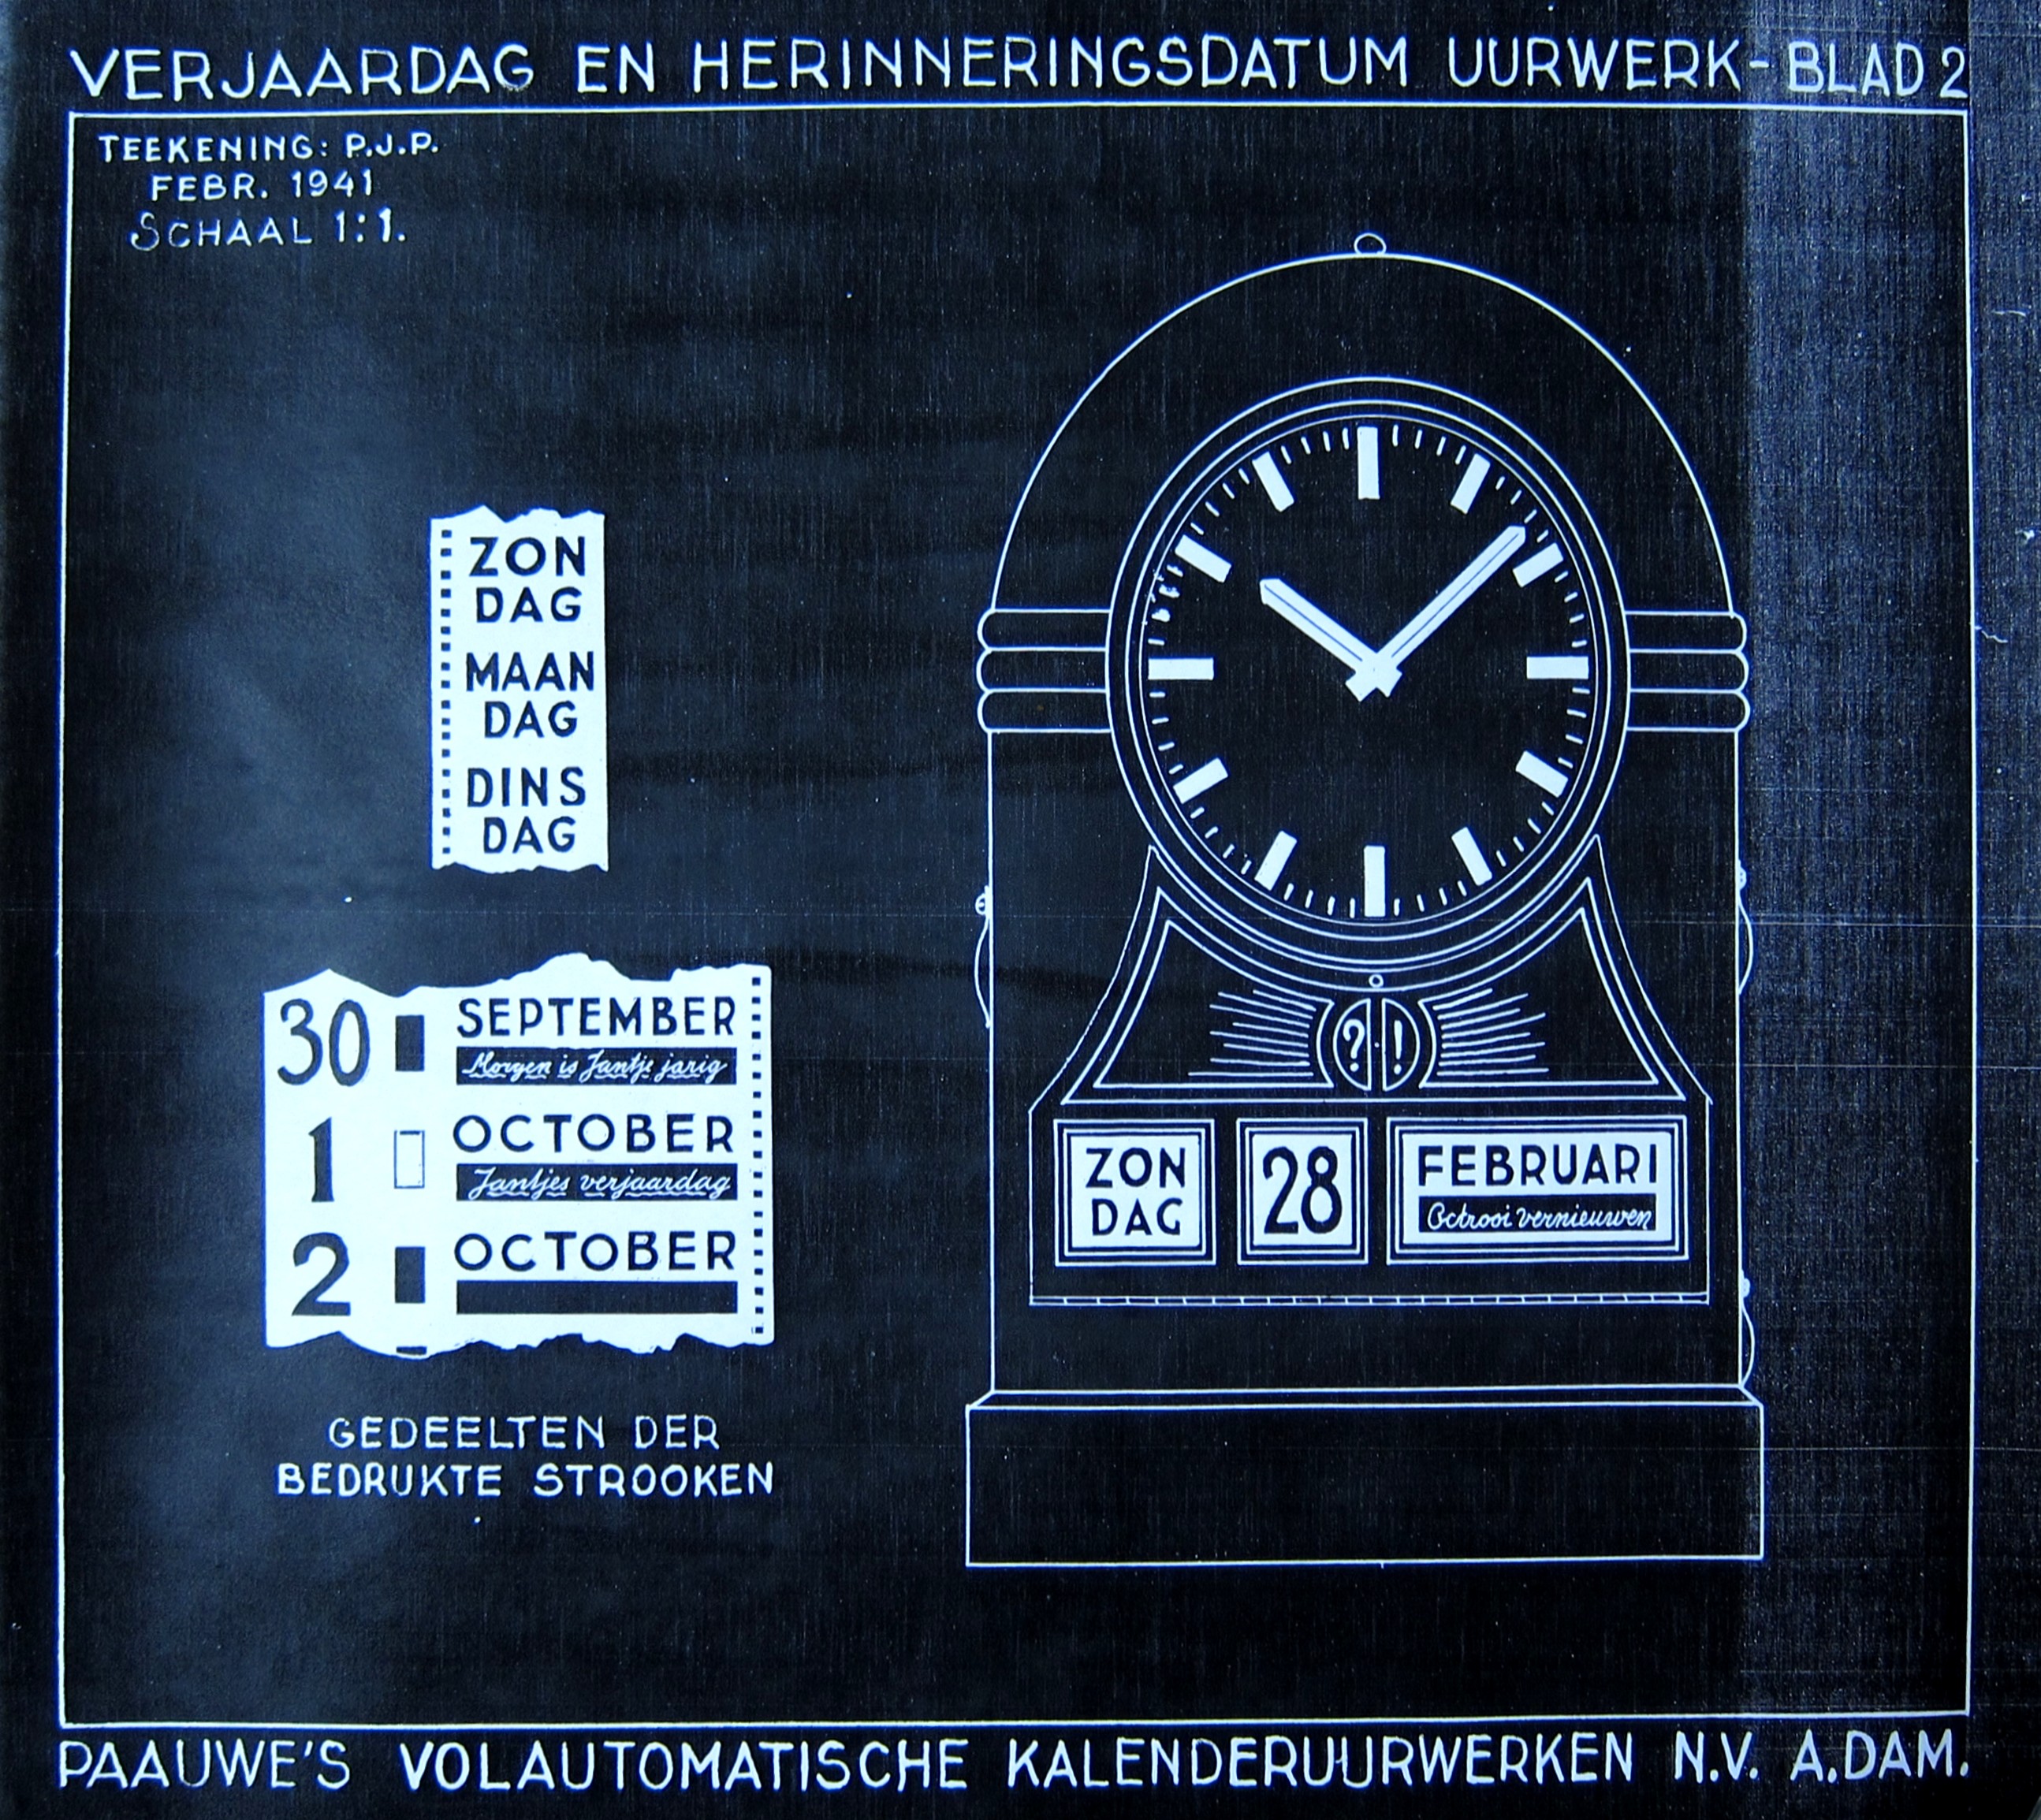 VERJAARDAG EN HERINNERINGSDATUM UURWERK - BLAD 2
TEEKENING: P.J.P.
FEBR. 1941
SCHAAL 1:1.
ZON
DAG
MAAN
DAG
DINS
DAG
30 SEPTEMBER
Morgen is Jantje jarig
1 OCTOBER
Jantjes verjaardag
2 OCTOBER
GEDEELTEN DER
BEDRUKTE STROOKEN
? !
ZON
DAG
28
FEBRUARI
Octrooi vernieuwen
PAAUWE'S VOLAUTOMATISCHE KALENDERUURWERKEN N.V. A.DAM.